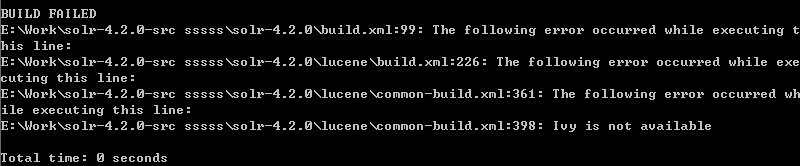 BUILD FAILED
E:\Work\solr-4.2.0-src sssss\solr-4.2.0\build.xml:99: The following error occurred while executing t
his line:
E:\Work\solr-4.2.0-src sssss\solr-4.2.0\lucene\build.xml:226: The following error occurred while exe
cuting this line:
E:\Work\solr-4.2.0-src sssss\solr-4.2.0\lucene\common-build.xml:361: The following error occurred wh
ile executing this line:
E:\Work\solr-4.2.0-src sssss\solr-4.2.0\lucene\common-build.xml:398: Ivy is not available
Total time: 0 seconds